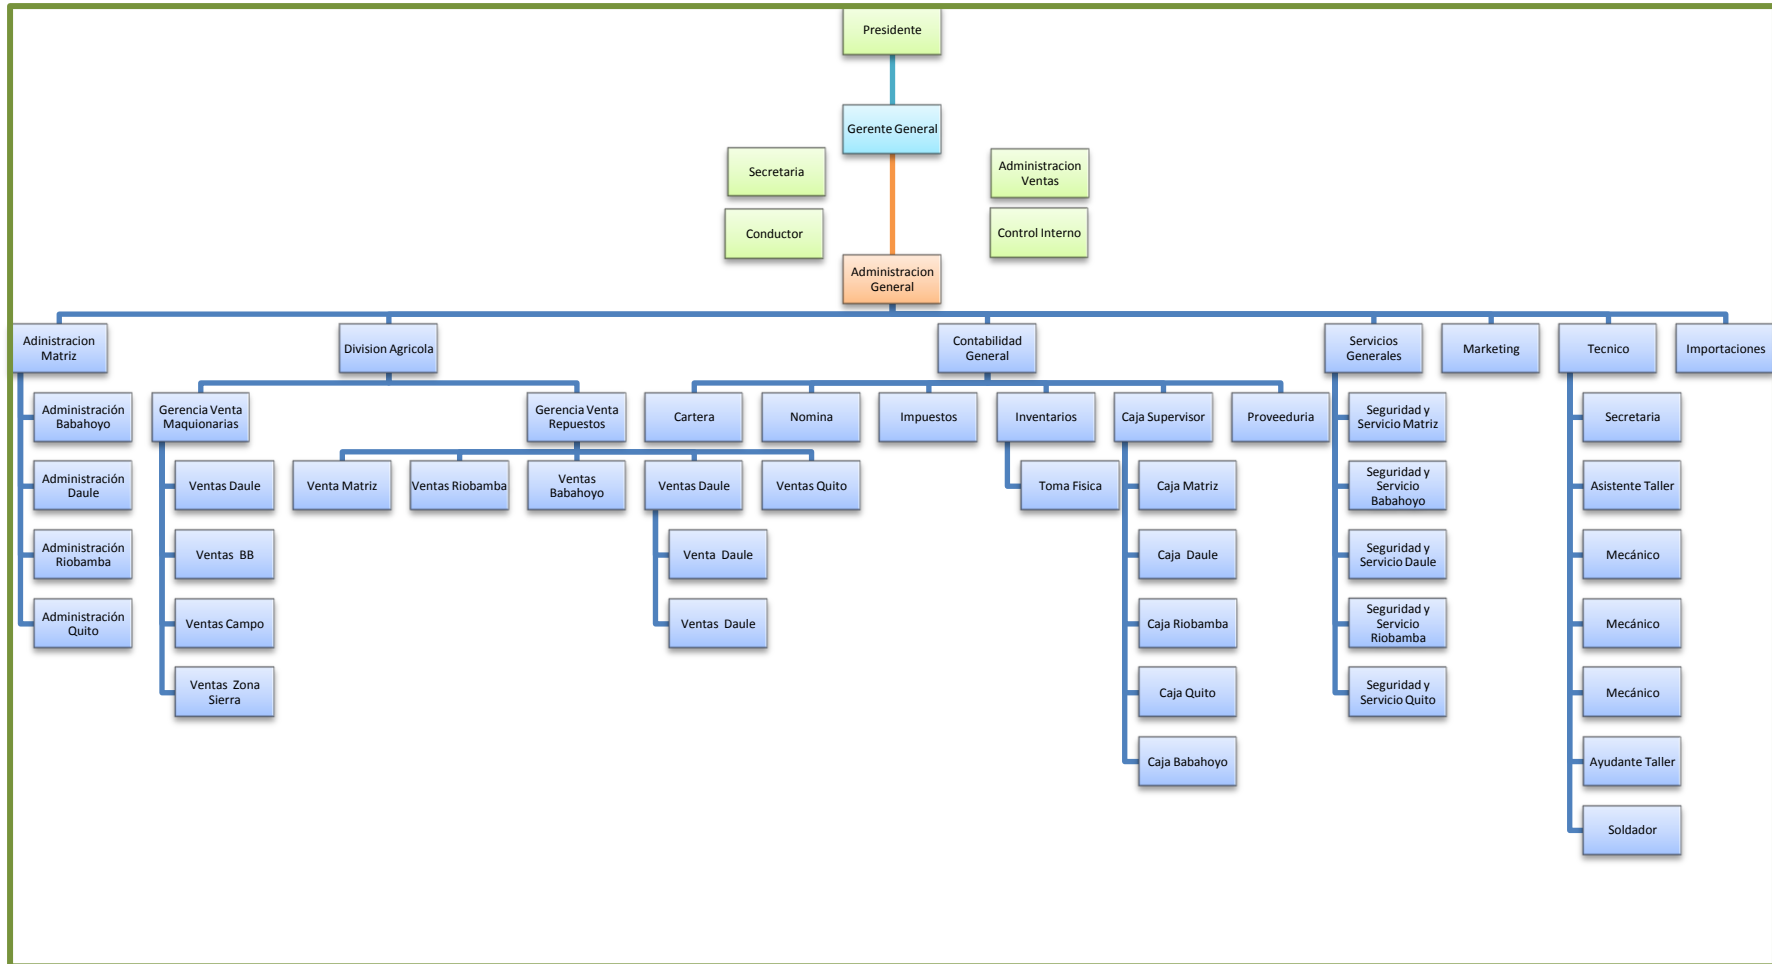 Presidente
Gerente General
Secretaria
Administracion
Ventas
Conductor
Control Interno
Administracion
General
Adinistracion
Matriz
Division Agricola
Contabilidad
General
Servicios
Generales
Marketing
Tecnico
Importaciones
Administración
Babahoyo
Gerencia Venta
Maquionarias
Gerencia Venta
Repuestos
Cartera
Nomina
Impuestos
Inventarios
Caja Supervisor
Proveeduria
Seguridad y
Servicio Matriz
Secretaria
Administración
Daule
Ventas Daule
Venta Matriz
Ventas Riobamba
Ventas
Babahoyo
Ventas Daule
Ventas Quito
Toma Fisica
Caja Matriz
Seguridad y
Servicio
Babahoyo
Asistente Taller
Administración
Riobamba
Ventas BB
Venta Daule
Caja Daule
Seguridad y
Servicio Daule
Mecánico
Administración
Quito
Ventas Campo
Ventas Daule
Caja Riobamba
Seguridad y
Servicio
Riobamba
Mecánico
Ventas Zona
Sierra
Caja Quito
Seguridad y
Servicio Quito
Mecánico
Caja Babahoyo
Ayudante Taller
Soldador